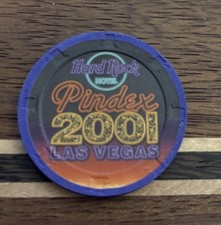 Hard Rock
HOTEL
Pindex
2001
LAS VEGAS